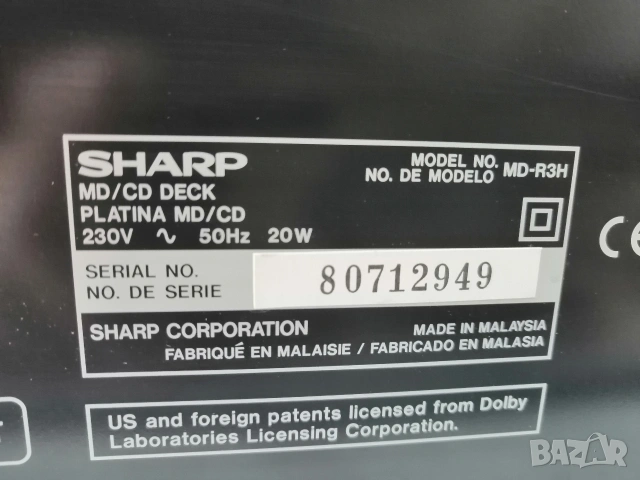 SHARP
MD/CD DECK
PLATINA MD/CD
230V ∿ 50Hz 20W
MODEL NO.
NO. DE MODELO MD-R3H
SERIAL NO.
NO. DE SERIE
80712949
SHARP CORPORATION
MADE IN MALAYSIA
FABRIQUÉ EN MALAISIE / FABRICADO EN MALASIA
CE
US and foreign patents licensed from Dolby
Laboratories Licensing Corporation.
BAZAR